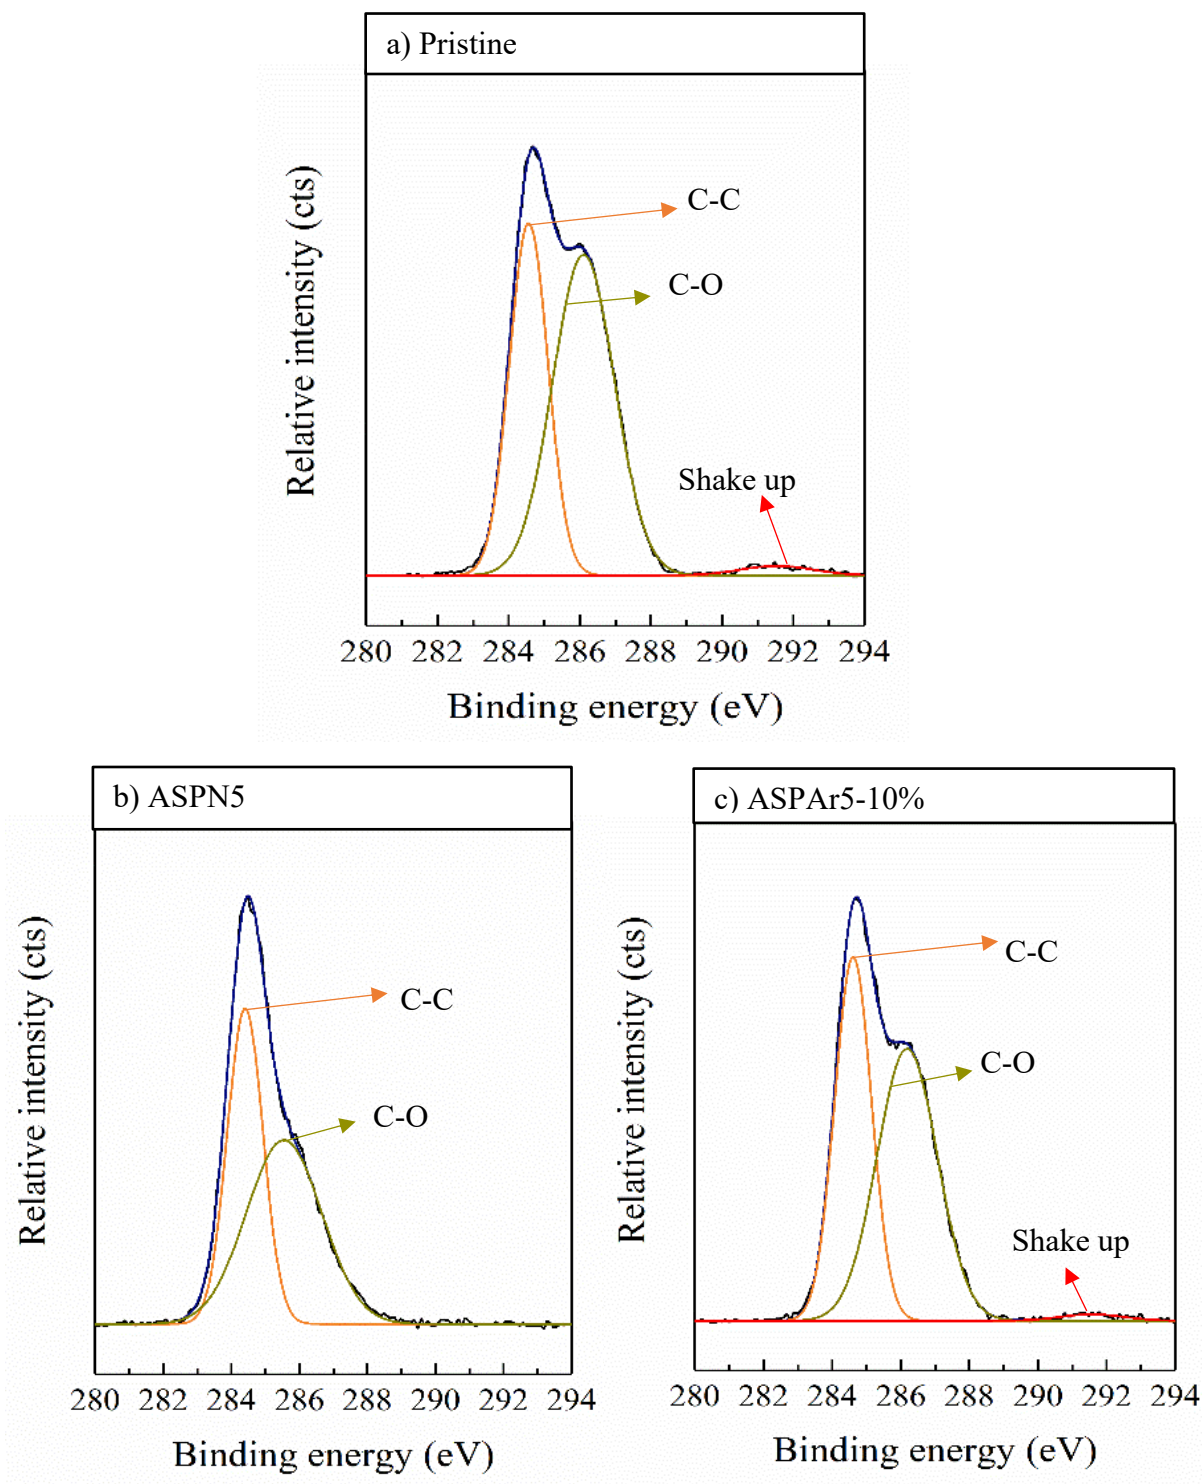 a) Pristine
Relative intensity (cts)
C-C
C-O
Shake up
280 282 284 286 288 290 292 294
Binding energy (eV)
b) ASPN5
Relative intensity (cts)
C-C
C-O
280 282 284 286 288 290 292 294
Binding energy (eV)
c) ASPAr5-10%
Relative intensity (cts)
C-C
C-O
Shake up
280 282 284 286 288 290 292 294
Binding energy (eV)